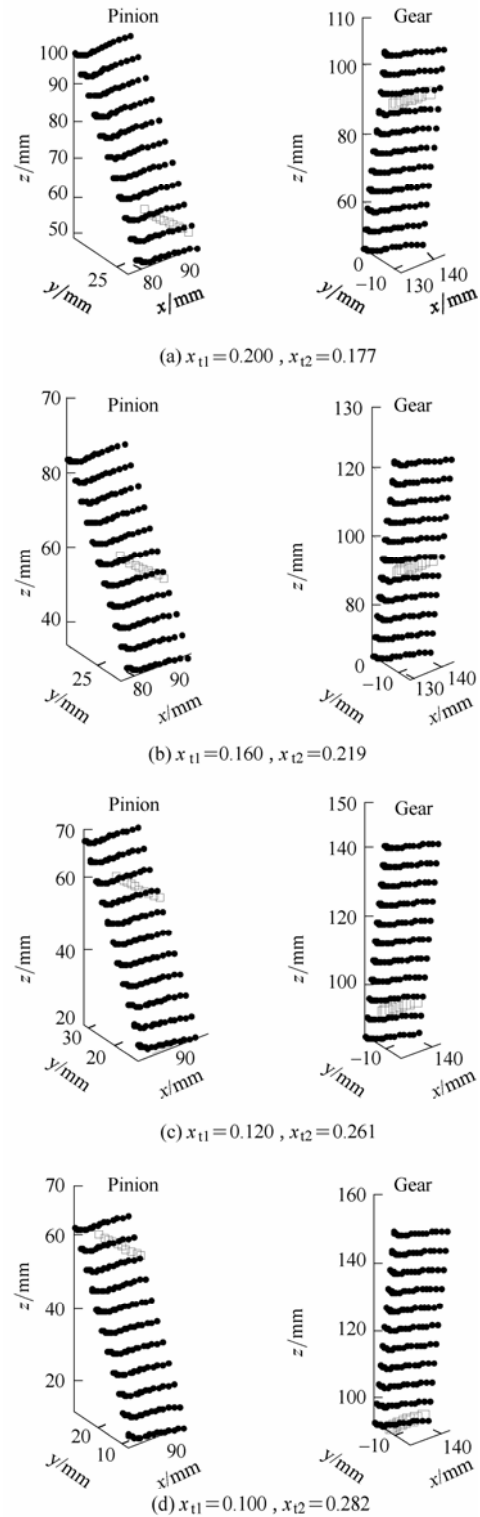 Pinion
Gear
100
90
80
70
60
50
z/mm
25
y/mm
80
90
x/mm
110
100
80
60
z/mm
0
−10
y/mm
130
140
x/mm
(a) xt1=0.200 , xt2=0.177
Pinion
Gear
70
80
60
40
z/mm
25
y/mm
80
90
x/mm
130
120
100
80
z/mm
0
−10
y/mm
130
140
x/mm
(b) xt1=0.160 , xt2=0.219
Pinion
Gear
70
60
40
20
z/mm
30
20
y/mm
90
x/mm
150
140
120
100
z/mm
−10
y/mm
140
x/mm
(c) xt1=0.120 , xt2=0.261
Pinion
Gear
70
60
40
20
z/mm
20
10
y/mm
90
x/mm
160
140
120
100
z/mm
−10
y/mm
140
x/mm
(d) xt1=0.100 , xt2=0.282